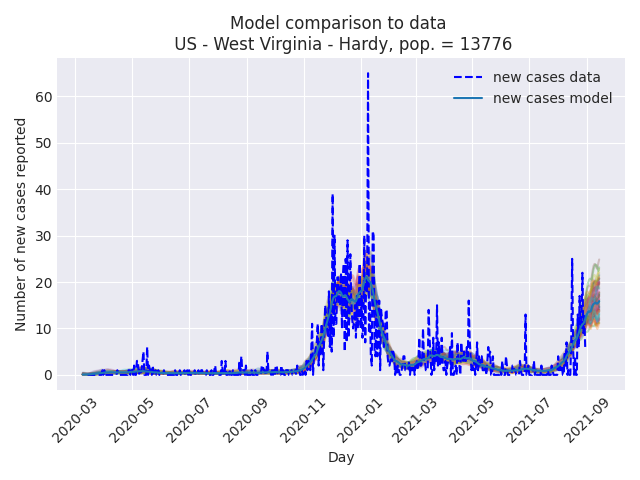 Model comparison to data
US - West Virginia - Hardy, pop. = 13776
new cases data
new cases model
Number of new cases reported
60
50
40
30
20
10
0
2020-03
2020-05
2020-07
2020-09
2020-11
2021-01
2021-03
2021-05
2021-07
2021-09
Day